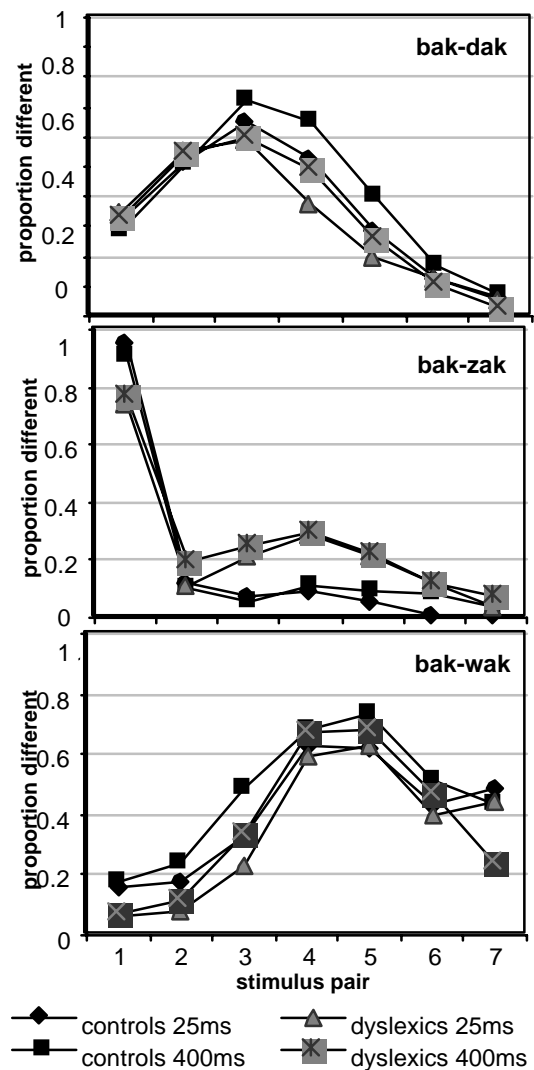 1
bak-dak
0.8
0.6
0.4
0.2
0
proportion different
1
bak-zak
0.8
0.6
0.4
0.2
0
proportion different
1
bak-wak
0.8
0.6
0.4
0.2
0
proportion different
1 2 3 4 5 6 7
stimulus pair
controls 25ms dyslexics 25ms
controls 400ms dyslexics 400ms